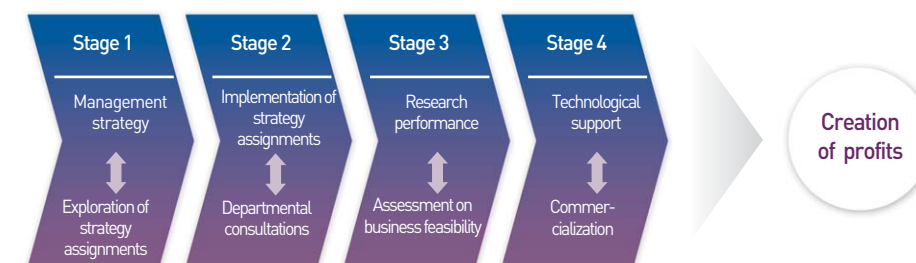 Stage 1
Management
strategy
Exploration of
strategy
assignments
Stage 2
Implementation of
strategy
assignments
Departmental
consultations
Stage 3
Research
performance
Assessment on
business feasibility
Stage 4
Technological
support
Commer-
cialization
Creation
of profits